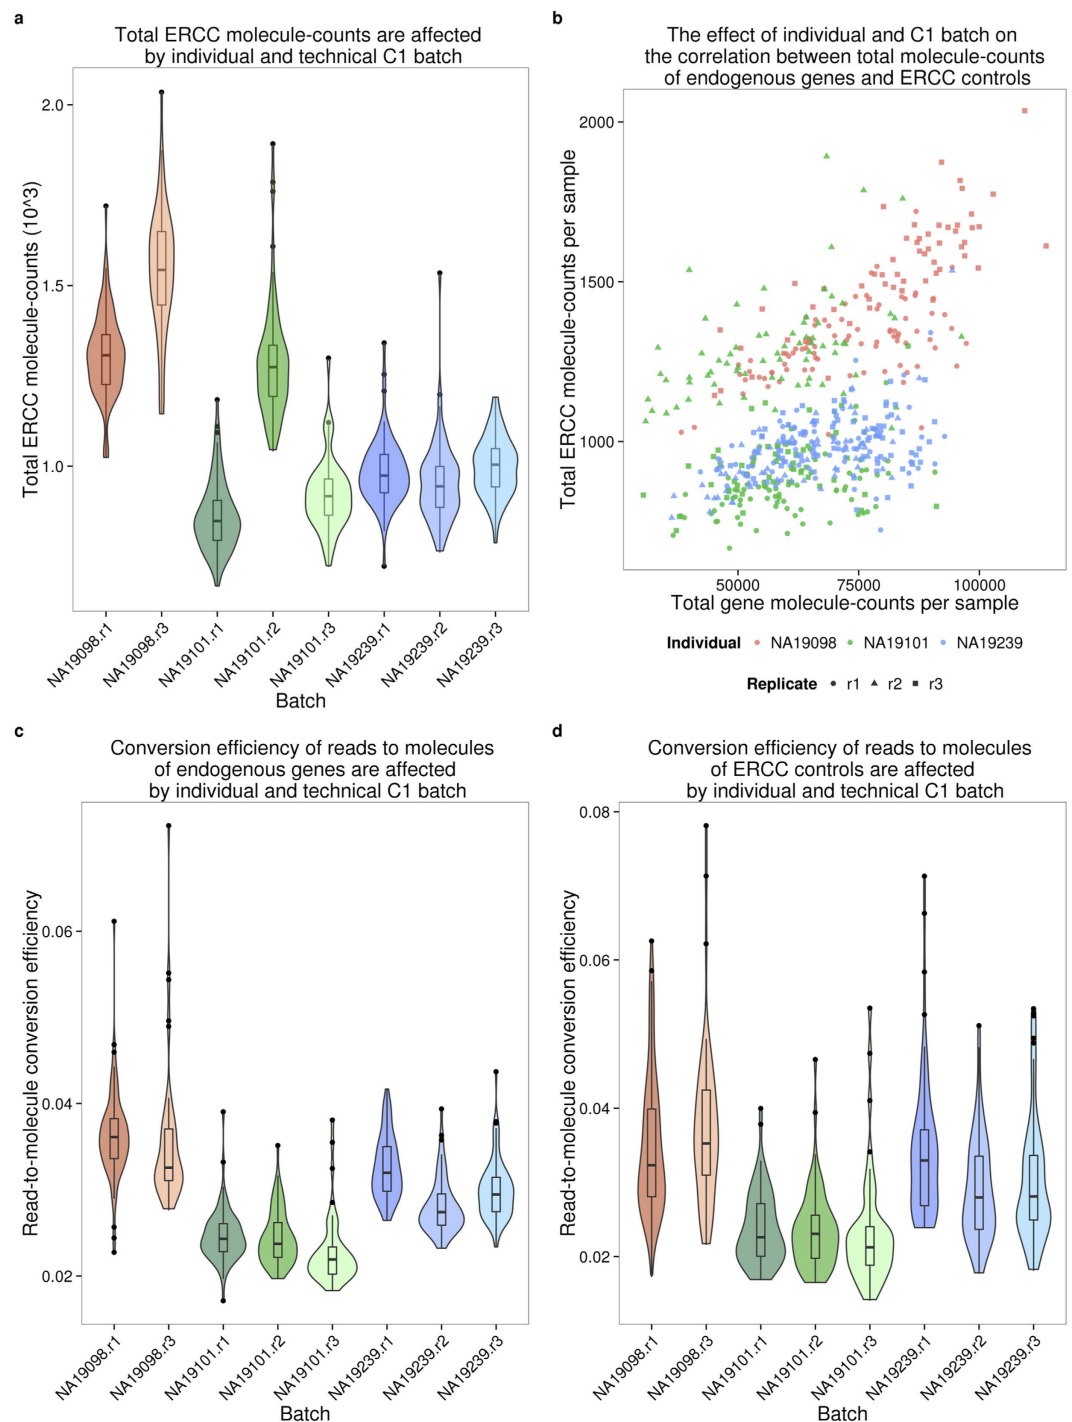 a
Total ERCC molecule-counts are affected
by individual and technical C1 batch
Total ERCC molecule-counts (10^3)
2.0
1.5
1.0
NA19098.r1
NA19098.r3
NA19101.r1
NA19101.r2
NA19101.r3
NA19239.r1
NA19239.r2
NA19239.r3
Batch
b
The effect of individual and C1 batch on
the correlation between total molecule-counts
of endogenous genes and ERCC controls
Total ERCC molecule-counts per sample
2000
1500
1000
50000 75000 100000
Total gene molecule-counts per sample
Individual NA19098 NA19101 NA19239
Replicate r1 r2 r3
c
Conversion efficiency of reads to molecules
of endogenous genes are affected
by individual and technical C1 batch
Read-to-molecule conversion efficiency
0.06
0.04
0.02
NA19098.r1
NA19098.r3
NA19101.r1
NA19101.r2
NA19101.r3
NA19239.r1
NA19239.r2
NA19239.r3
Batch
d
Conversion efficiency of reads to molecules
of ERCC controls are affected
by individual and technical C1 batch
Read-to-molecule conversion efficiency
0.08
0.06
0.04
0.02
NA19098.r1
NA19098.r3
NA19101.r1
NA19101.r2
NA19101.r3
NA19239.r1
NA19239.r2
NA19239.r3
Batch